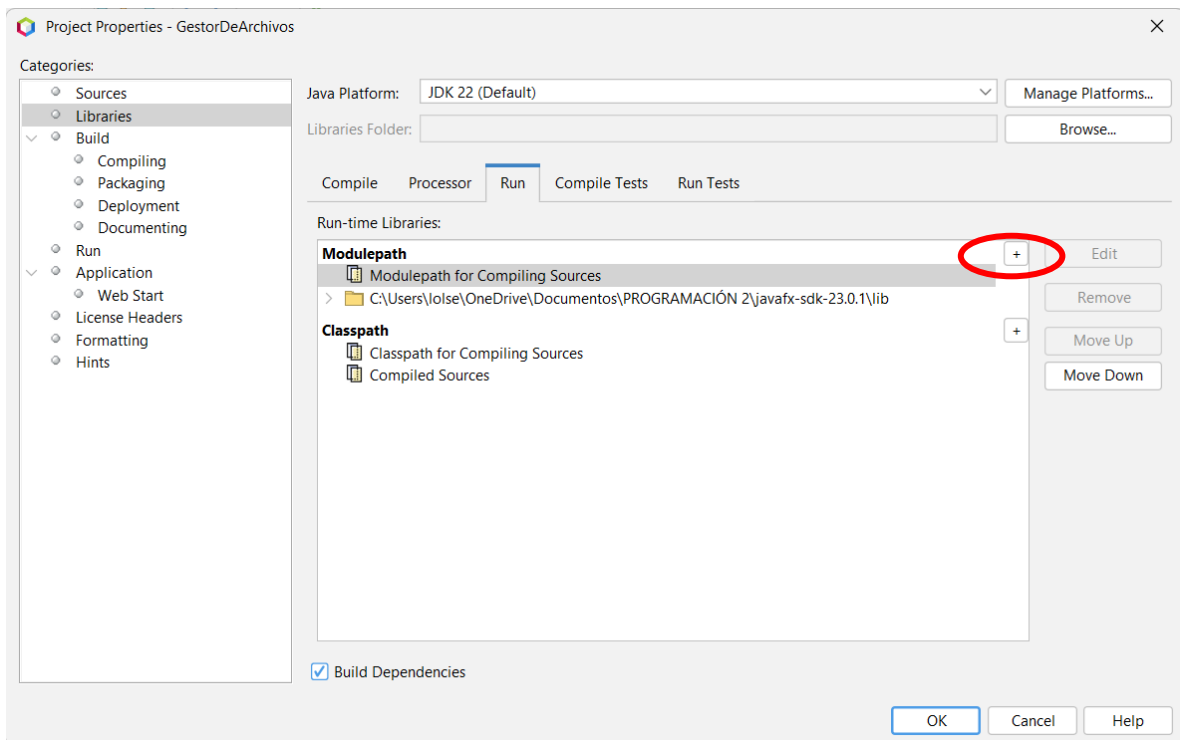 Project Properties - GestorDeArchivos
Categories:
Sources
Libraries
Build
Compiling
Packaging
Deployment
Documenting
Run
Application
Web Start
License Headers
Formatting
Hints
Java Platform: JDK 22 (Default) Manage Platforms...
Libraries Folder: Browse...
Compile Processor Run Compile Tests Run Tests
Run-time Libraries:
Modulepath + Edit
Modulepath for Compiling Sources
C:\Users\lolse\OneDrive\Documentos\PROGRAMACIÓN 2\javafx-sdk-23.0.1\lib Remove
Classpath + Move Up
Classpath for Compiling Sources
Compiled Sources Move Down
Build Dependencies
OK Cancel Help